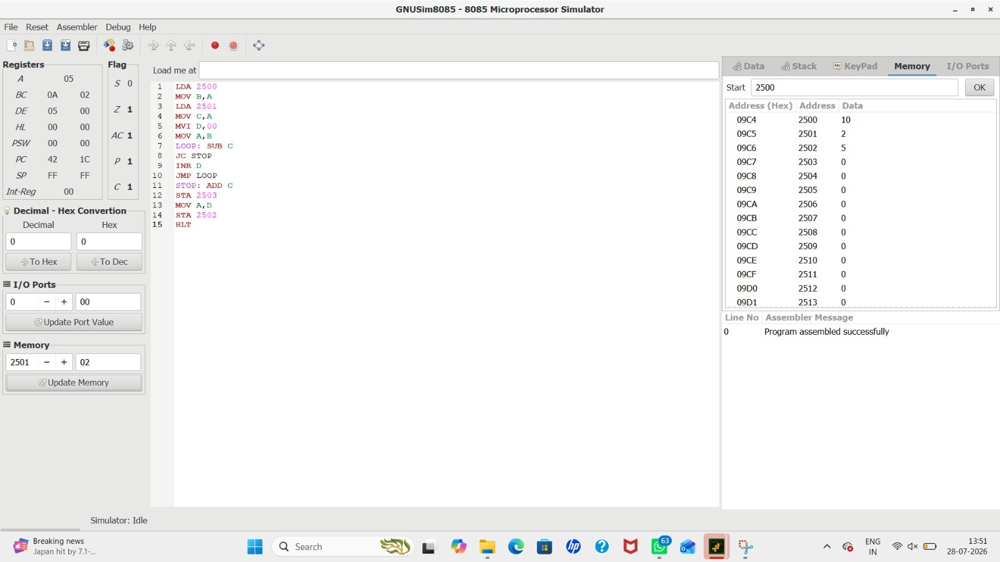 GNUSim8085 - 8085 Microprocessor Simulator
File Reset Assembler Debug Help
Registers
A 05
BC 0A 02
DE 05 00
HL 00 00
PSW 00 00
PC 42 1C
SP FF FF
Int-Reg 00
Flag
S 0
Z 1
AC 1
P 1
C 1
Decimal - Hex Convertion
Decimal Hex
0 0
To Hex To Dec
I/O Ports
0 - + 00
Update Port Value
Memory
2501 - + 02
Update Memory
Load me at
1 LDA 2500
2 MOV B,A
3 LDA 2501
4 MOV C,A
5 MVI D,00
6 MOV A,B
7 LOOP: SUB C
8 JC STOP
9 INR D
10 JMP LOOP
11 STOP: ADD C
12 STA 2503
13 MOV A,D
14 STA 2502
15 HLT
Data Stack Abc KeyPad Memory I/O Ports
Start 2500 OK
Address (Hex) Address Data
09C4 2500 10
09C5 2501 2
09C6 2502 5
09C7 2503 0
09C8 2504 0
09C9 2505 0
09CA 2506 0
09CB 2507 0
09CC 2508 0
09CD 2509 0
09CE 2510 0
09CF 2511 0
09D0 2512 0
09D1 2513 0
Line No Assembler Message
0 Program assembled successfully
Simulator: Idle
Breaking news
Japan hit by 7.1-...
Search
hp
63
ENG
IN
13:51
28-07-2026